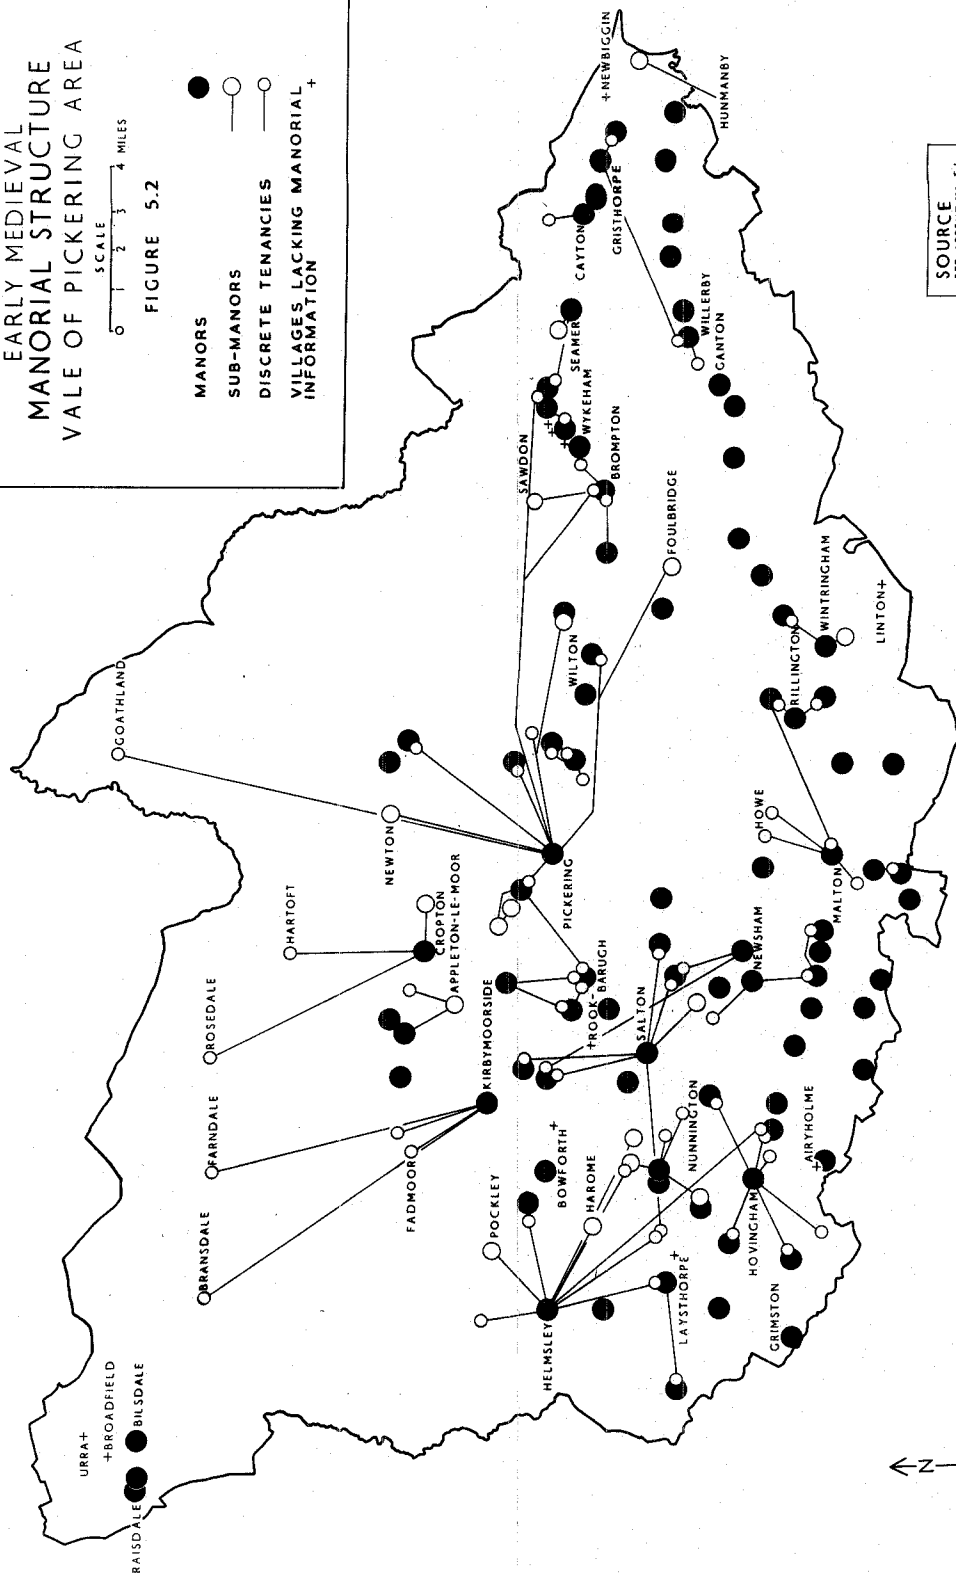 EARLY MEDIEVAL
MANORIAL STRUCTURE
VALE OF PICKERING AREA
SCALE
0 1 2 3 4 MILES
FIGURE 5.2
MANORS
SUB-MANORS
DISCRETE TENANCIES
VILLAGES LACKING MANORIAL
INFORMATION +
RAISDALE
URRA+
+BROADFIELD
BILSDALE
BRANSDALE
FARNDALE
ROSEDALE
HARTOFT
GOATHLAND
FADMOOR
KIRBYMOORSIDE
APPLETON-LE-MOOR
CROPTON
NEWTON
PICKERING
SAWDON
WILTON
FOULBRIDGE
BROMPTON
WYKEHAM
SEAMER
CAYTON
GRISTHORPE
+NEWBIGGIN
HUNMANBY
WILLERBY
GANTON
HELMSLEY
POCKLEY
BOWFORTH+
HAROME
+ROOK-BARUGH
SALTON
NUNNINGTON
LAYSTHORPE+
GRIMSTON
HOVINGHAM
+AIRYHOLME
NEWSHAM
MALTON
HOWE
RILLINGTON
WINTRINGHAM
LINTON+
N
SOURCE